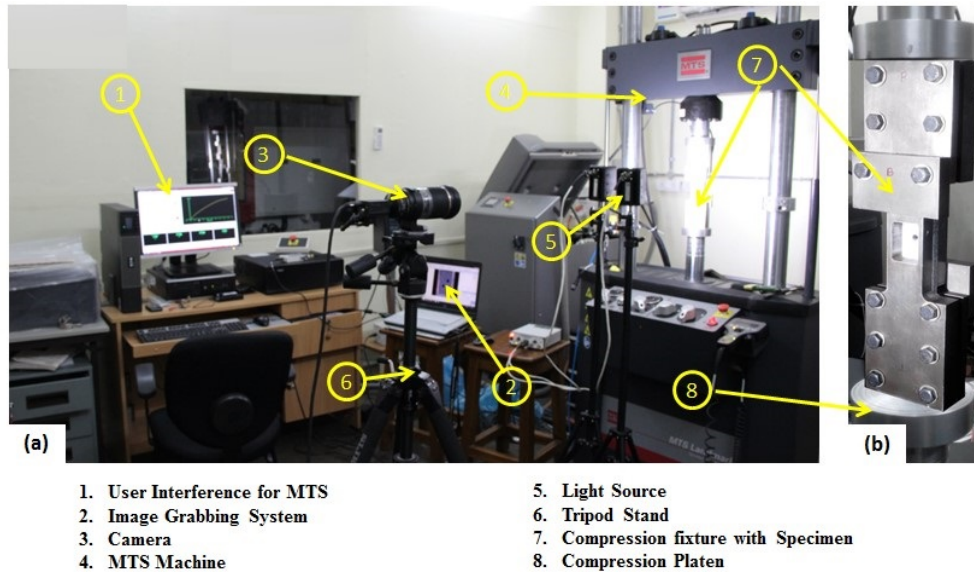 MTS
1
2
3
4
5
6
7
8
(a)
(b)
1. User Interference for MTS
2. Image Grabbing System
3. Camera
4. MTS Machine
5. Light Source
6. Tripod Stand
7. Compression fixture with Specimen
8. Compression Platen